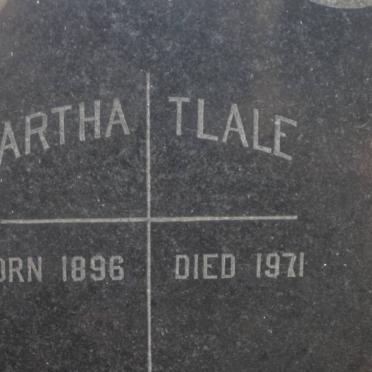 ARTHA TLALE
ORN 1896 DIED 1971